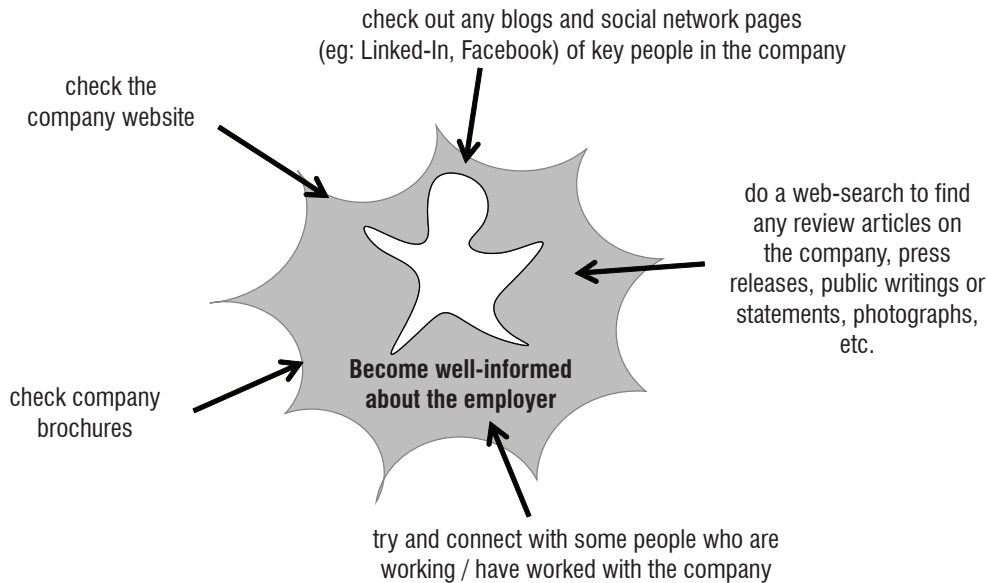 check out any blogs and social network pages
(eg: Linked-In, Facebook) of key people in the company
check the
company website
do a web-search to find
any review articles on
the company, press
releases, public writings or
statements, photographs,
etc.
Become well-informed
about the employer
check company
brochures
try and connect with some people who are
working / have worked with the company